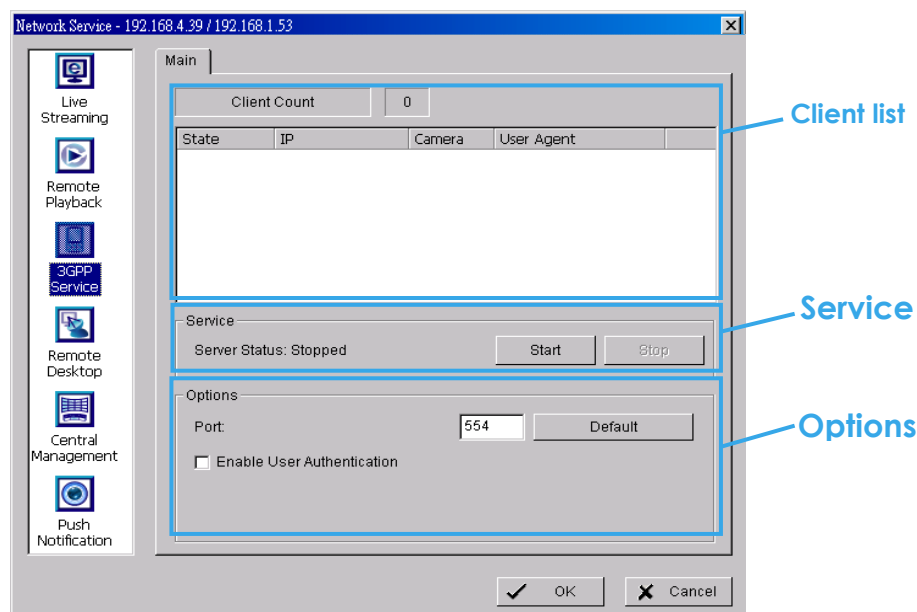 Network Service - 192.168.4.39 / 192.168.1.53
Live
Streaming
Remote
Playback
3GPP
Service
Remote
Desktop
Central
Management
Push
Notification
Main
Client Count 0
State IP Camera User Agent
Service
Server Status: Stopped Start Stop
Options
Port: 554 Default
Enable User Authentication
OK Cancel
Client list
Service
Options